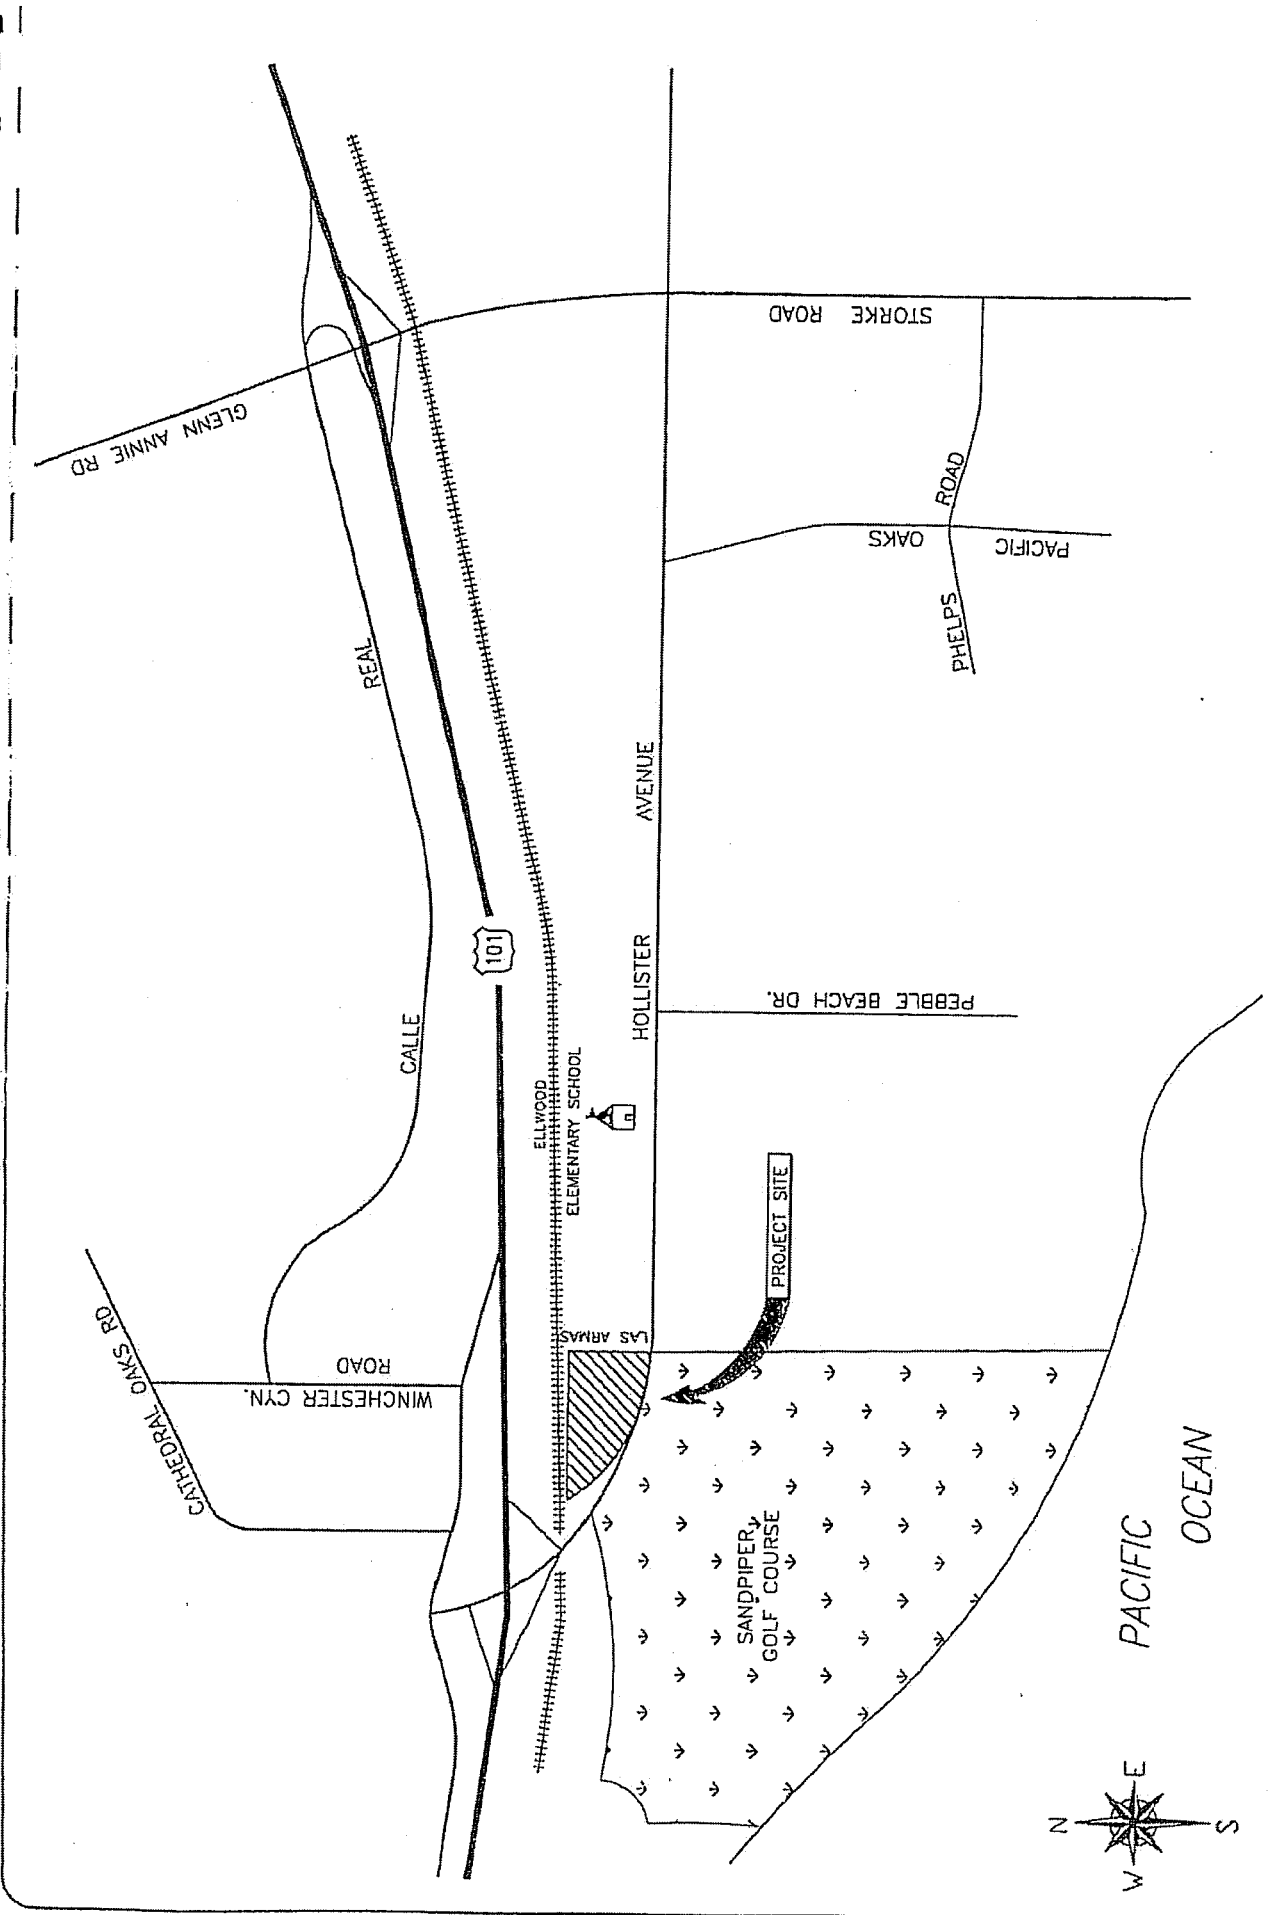 GLENN ANNIE RD
CATHEDRAL OAKS RD
WINCHESTER CYN.
ROAD
CALLE
REAL
101
ELLWOOD
ELEMENTARY SCHOOL
LAS ARMAS
HOLLISTER AVENUE
STORKE ROAD
PACIFIC OAKS
PHELPS ROAD
PEBBLE BEACH DR.
PROJECT SITE
SANDPIPER
GOLF COURSE
PACIFIC
OCEAN
N
W E
S